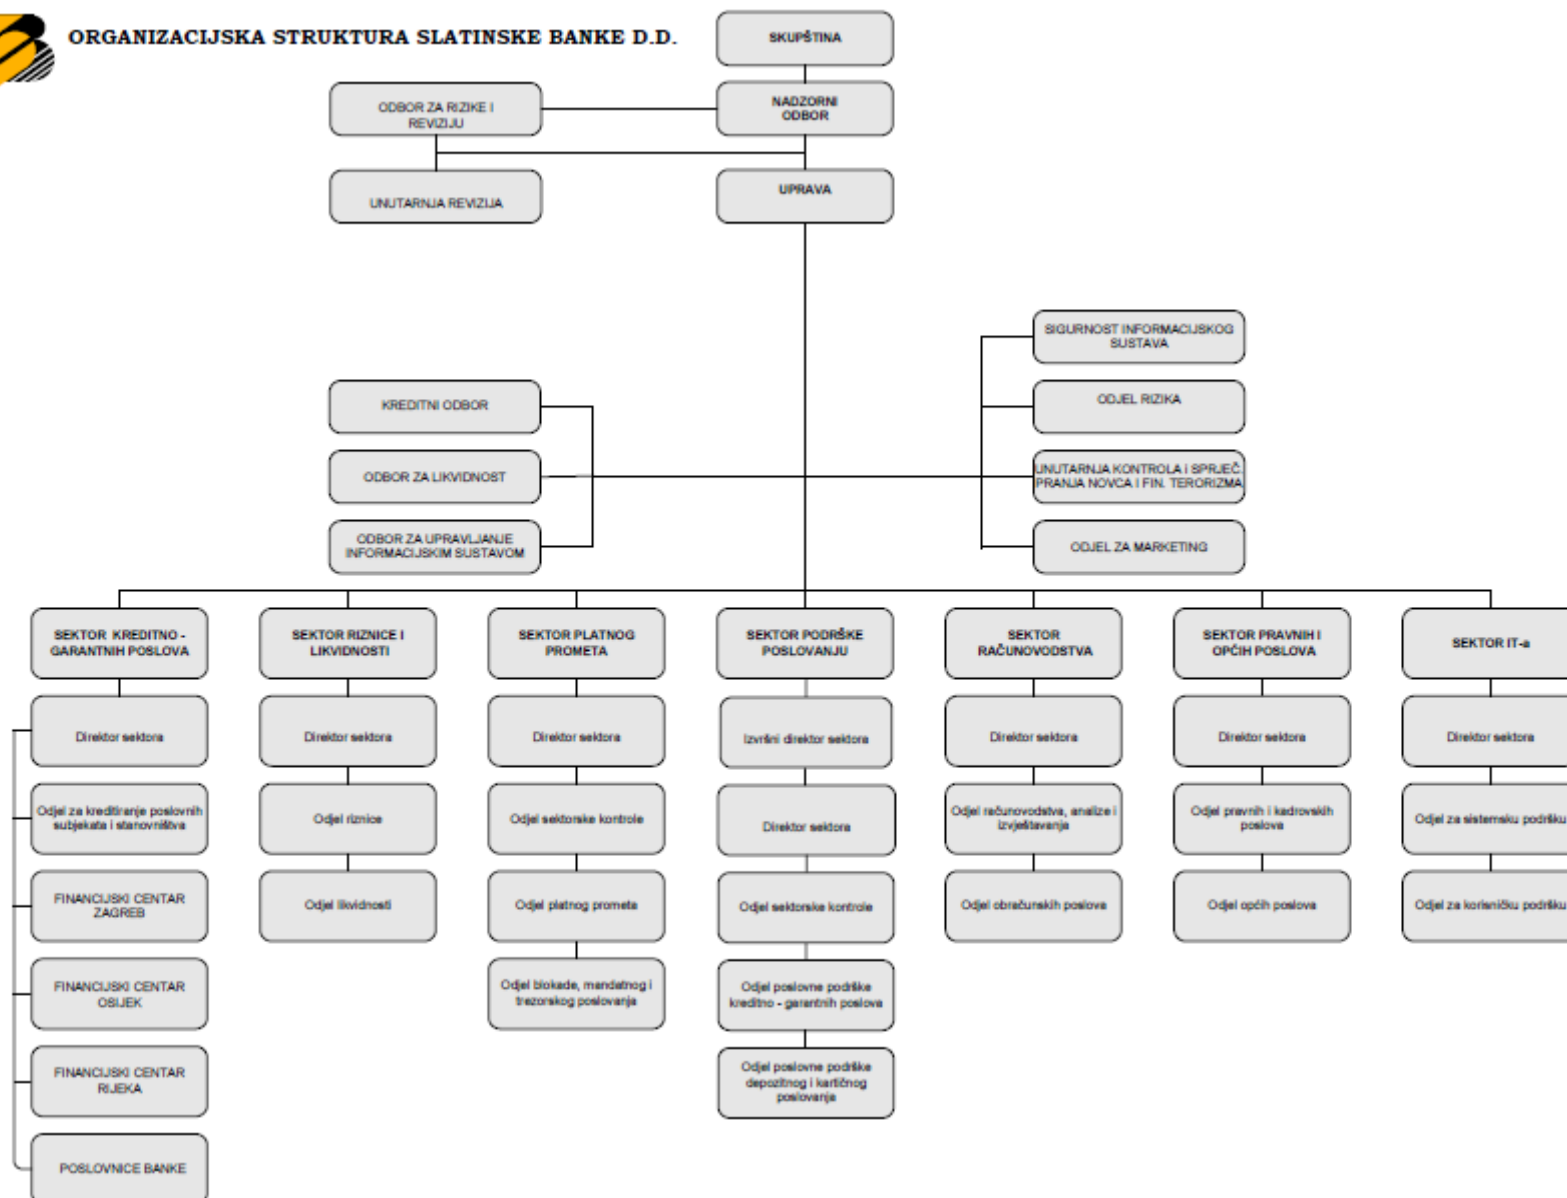 ORGANIZACIJSKA STRUKTURA SLATINSKE BANKE D.D.
SKUPŠTINA
ODBOR ZA RIZIKE I
REVIZIJU
NADZORNI
ODBOR
UNUTARNJA REVIZIJA
UPRAVA
SIGURNOST INFORMACIJSKOG
SUSTAVA
KREDITNI ODBOR
ODJEL RIZIKA
ODBOR ZA LIKVIDNOST
UNUTARNJA KONTROLA I SPRJEČ.
PRANJA NOVCA I FIN. TERORIZMA
ODBOR ZA UPRAVLJANJE
INFORMACIJSKIM SUSTAVOM
ODJEL ZA MARKETING
SEKTOR KREDITNO -
GARANTNIH POSLOVA
SEKTOR RIZNICE I
LIKVIDNOSTI
SEKTOR PLATNOG
PROMETA
SEKTOR PODRŠKE
POSLOVANJU
SEKTOR
RAČUNOVODSTVA
SEKTOR PRAVNIH I
OPĆIH POSLOVA
SEKTOR IT-a
Direktor sektora
Direktor sektora
Direktor sektora
Izvršni direktor sektora
Direktor sektora
Direktor sektora
Direktor sektora
Odjel za kreditiranje poslovnih
subjekata i stanovništva
Odjel riznice
Odjel sektorske kontrole
Direktor sektora
Odjel računovodstva, analize i
izvještavanja
Odjel pravnih i kadrovskih
poslova
Odjel za sistemsku podršku
FINANCIJSKI CENTAR
ZAGREB
Odjel likvidnosti
Odjel platnog prometa
Odjel sektorske kontrole
Odjel obračunskih poslova
Odjel općih poslova
Odjel za korisničku podršku
FINANCIJSKI CENTAR
OSIJEK
Odjel blokade, mandatnog i
trezorskog poslovanja
Odjel poslovne podrške
kreditno - garantnih poslova
FINANCIJSKI CENTAR
RIJEKA
Odjel poslovne podrške
depozitnog i kartičnog
poslovanja
POSLOVNICE BANKE